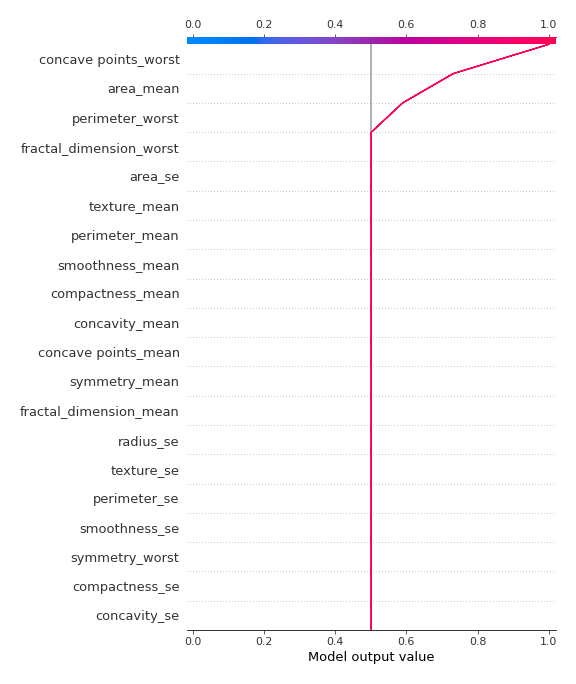 0.0 0.2 0.4 0.6 0.8 1.0
concave points_worst
area_mean
perimeter_worst
fractal_dimension_worst
area_se
texture_mean
perimeter_mean
smoothness_mean
compactness_mean
concavity_mean
concave points_mean
symmetry_mean
fractal_dimension_mean
radius_se
texture_se
perimeter_se
smoothness_se
symmetry_worst
compactness_se
concavity_se
0.0 0.2 0.4 0.6 0.8 1.0
Model output value